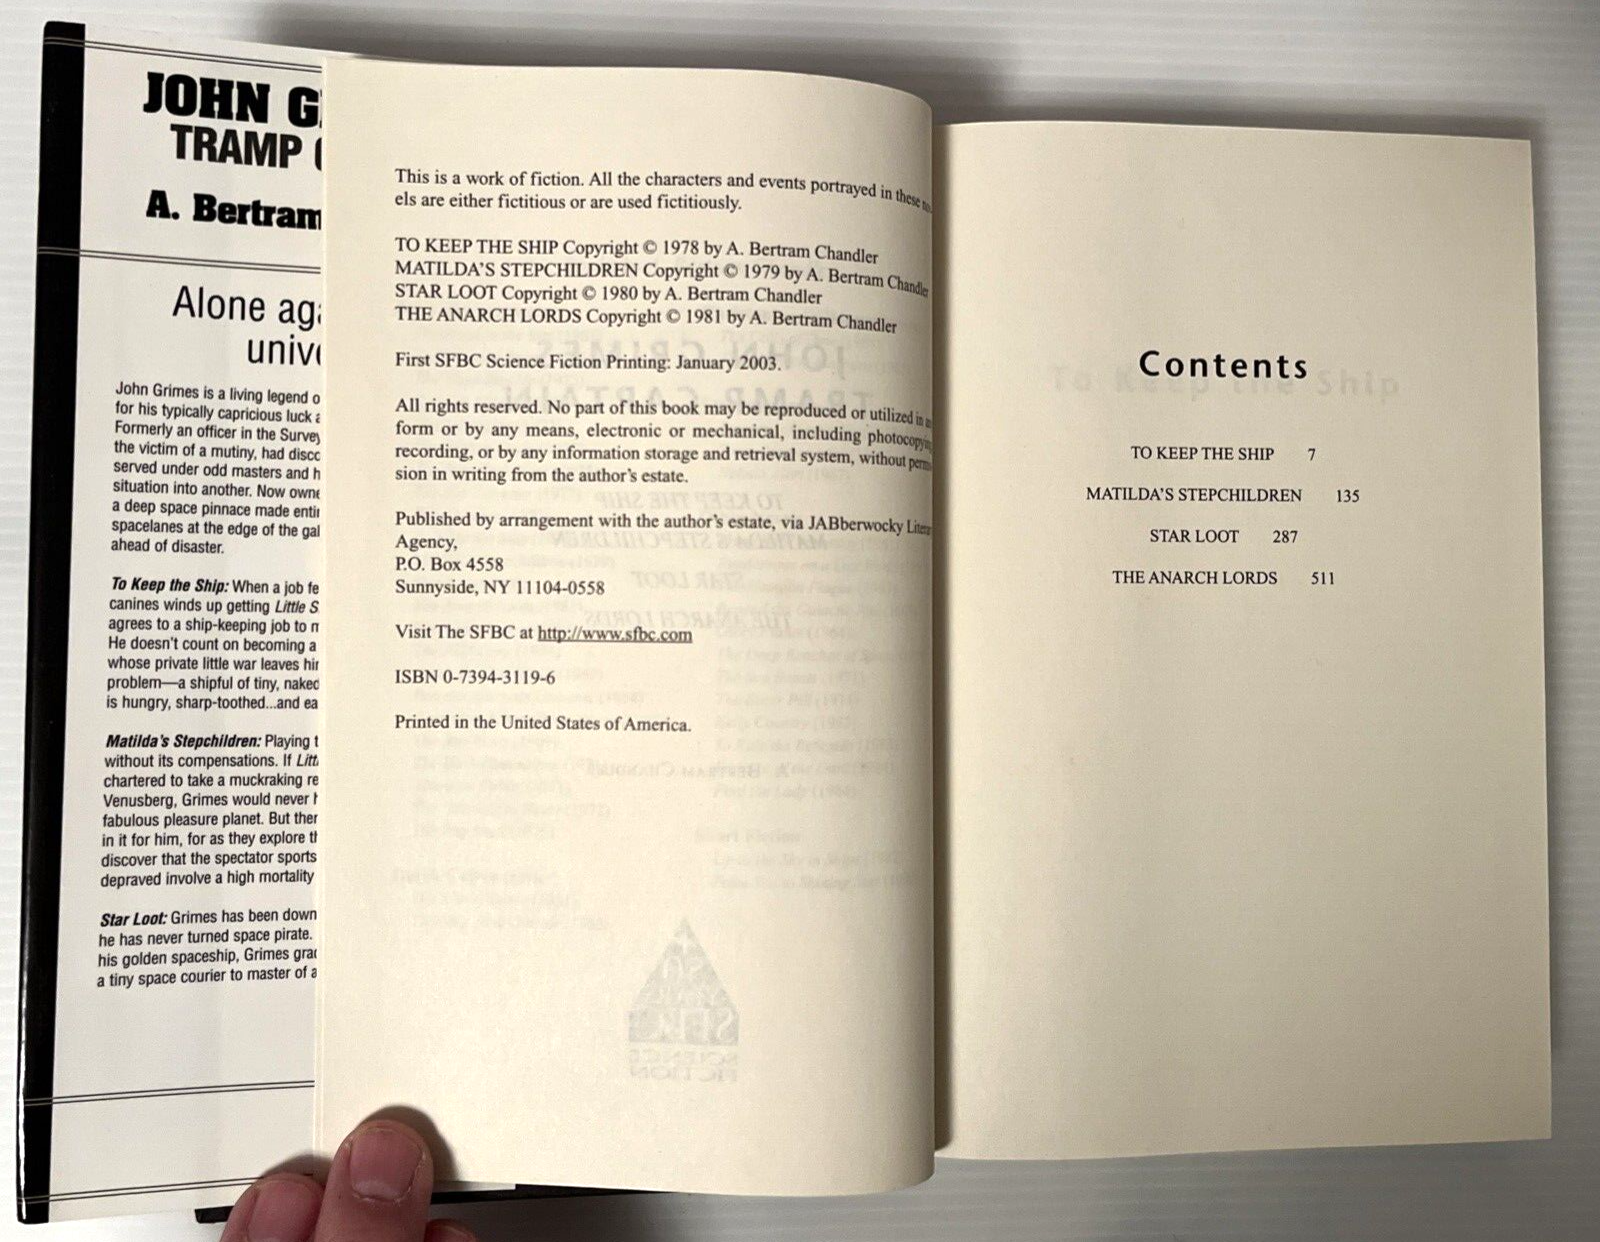 JOHN
TRAMP
A. Bertram
Alone
John Grimes is a living legend
for his typically capricious luck
Formerly an officer in the Survey
the victim of a mutiny, had
served under odd masters and
situation into another. Now
a deep space pinnace made
spacelanes at the edge of the
ahead of disaster.
To Keep the Ship: When a job
canines winds up getting Little
agrees to a ship-keeping job to
He doesn't count on becoming a
whose private little war leaves
problem—a shipful of tiny, naked
is hungry, sharp-toothed...and
Matilda's Stepchildren: Playing
without its compensations. If
chartered to take a muckraking
Venusberg, Grimes would never
fabulous pleasure planet. But
in it for him, for as they explore
discover that the spectator sports
depraved involve a high mortality
Star Loot: Grimes has been down
he has never turned space pirate.
his golden spaceship, Grimes
a tiny space courier to master of a
This is a work of fiction. All the characters and events portrayed in these
els are either fictitious or are used fictitiously.
TO KEEP THE SHIP Copyright © 1978 by A. Bertram Chandler
MATILDA'S STEPCHILDREN Copyright © 1979 by A. Bertram Chandler
STAR LOOT Copyright © 1980 by A. Bertram Chandler
THE ANARCH LORDS Copyright © 1981 by A. Bertram Chandler
First SFBC Science Fiction Printing: January 2003.
All rights reserved. No part of this book may be reproduced or utilized in
form or by any means, electronic or mechanical, including
recording, or by any information storage and retrieval system, without
sion in writing from the author's estate.
Published by arrangement with the author's estate, via JABberwocky
Agency,
P.O. Box 4558
Sunnyside, NY 11104-0558
Visit The SFBC at http://www.sfbc.com
ISBN 0-7394-3119-6
Printed in the United States of America.
Contents
To Keep the Ship
TO KEEP THE SHIP 7
MATILDA'S STEPCHILDREN 135
STAR LOOT 287
THE ANARCH LORDS 511